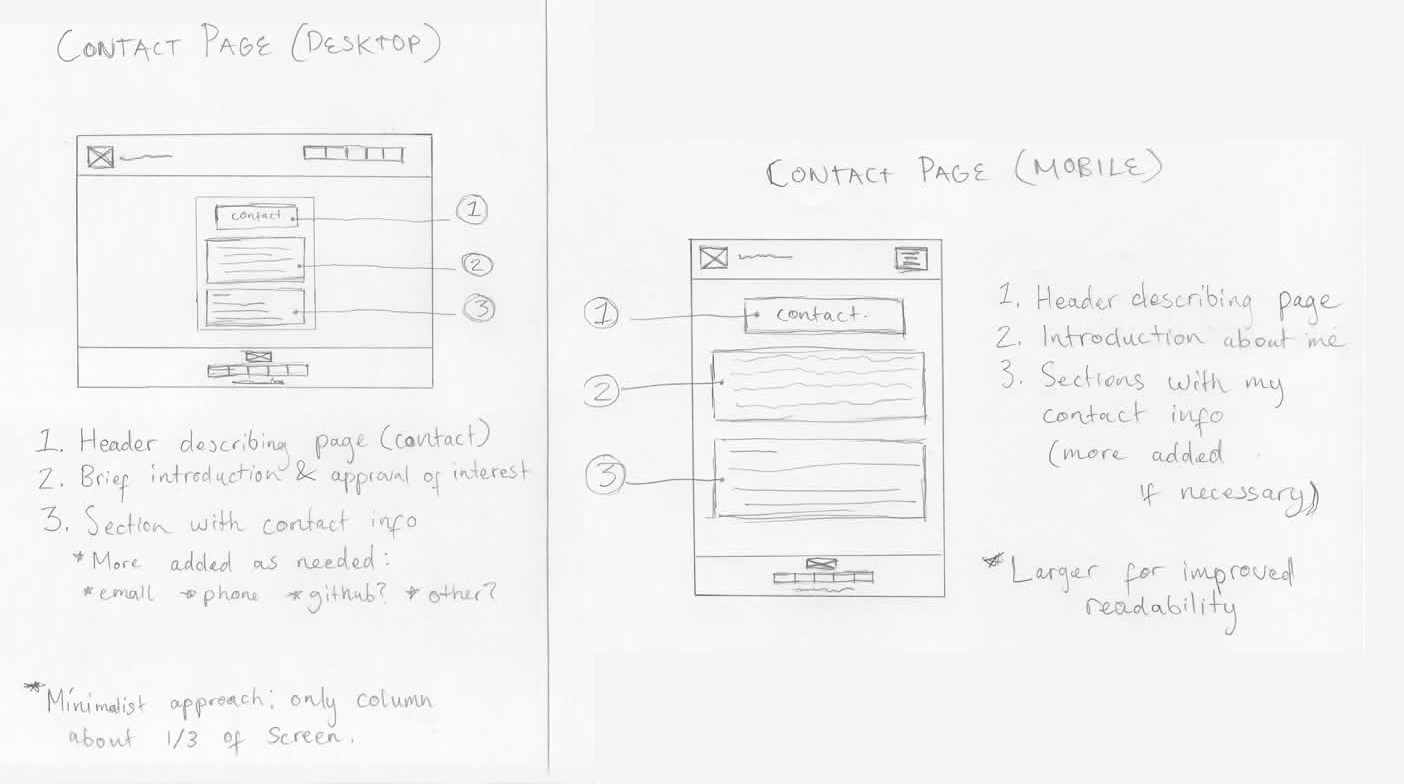 CONTACT PAGE (DESKTOP)
contact
1
2
3
1. Header describing page (contact)
2. Brief introduction & approval of interest
3. Section with contact info
* More added as needed:
* email * phone * github? * other?
* Minimalist approach; only column
about 1/3 of screen.
CONTACT PAGE (MOBILE)
1
contact.
2
3
1. Header describing page
2. Introduction about me
3. Sections with my
contact info
(more added
if necessary)
* Larger for improved
readability